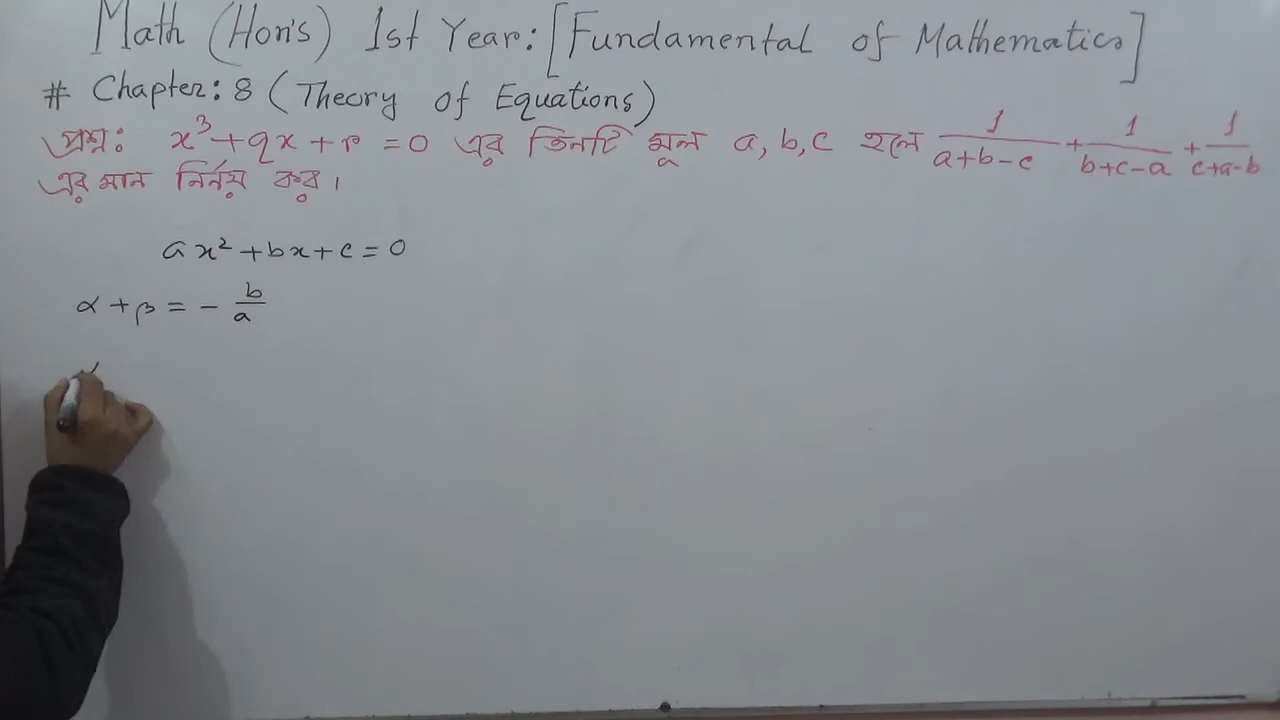 Math (Hon's) 1st Year: [Fundamental of Mathematics]
# Chapter: 8 (Theory of Equations)
প্রশ্ন: x³+qx+r=0 এর তিনটি মূল a, b, c হলে 1/(a+b-c) + 1/(b+c-a) + 1/(c+a-b)
এর মান নির্নয় কর।
ax²+bx+c=0
α+β = - b/a